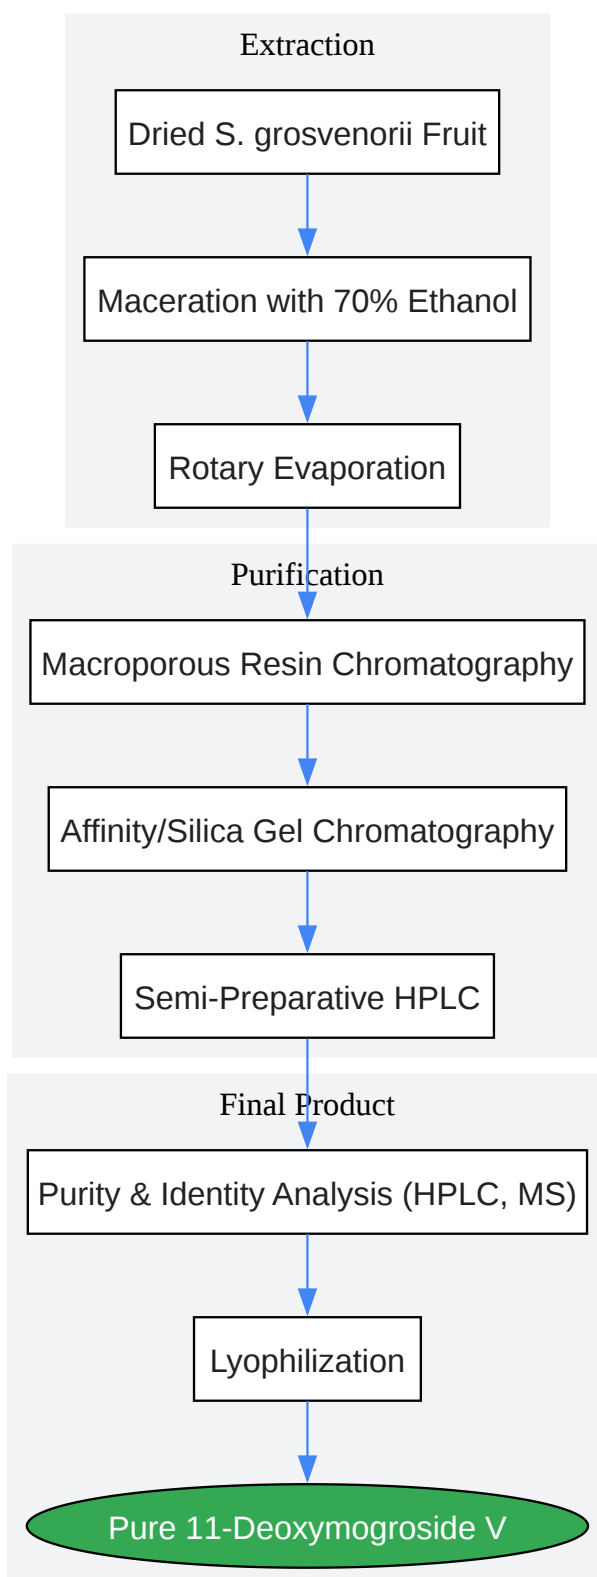 Extraction
Dried S. grosvenorii Fruit
Maceration with 70% Ethanol
Rotary Evaporation
Purification
Macroporous Resin Chromatography
Affinity/Silica Gel Chromatography
Semi-Preparative HPLC
Final Product
Purity & Identity Analysis (HPLC, MS)
Lyophilization
Pure 11-Deoxymogroside V